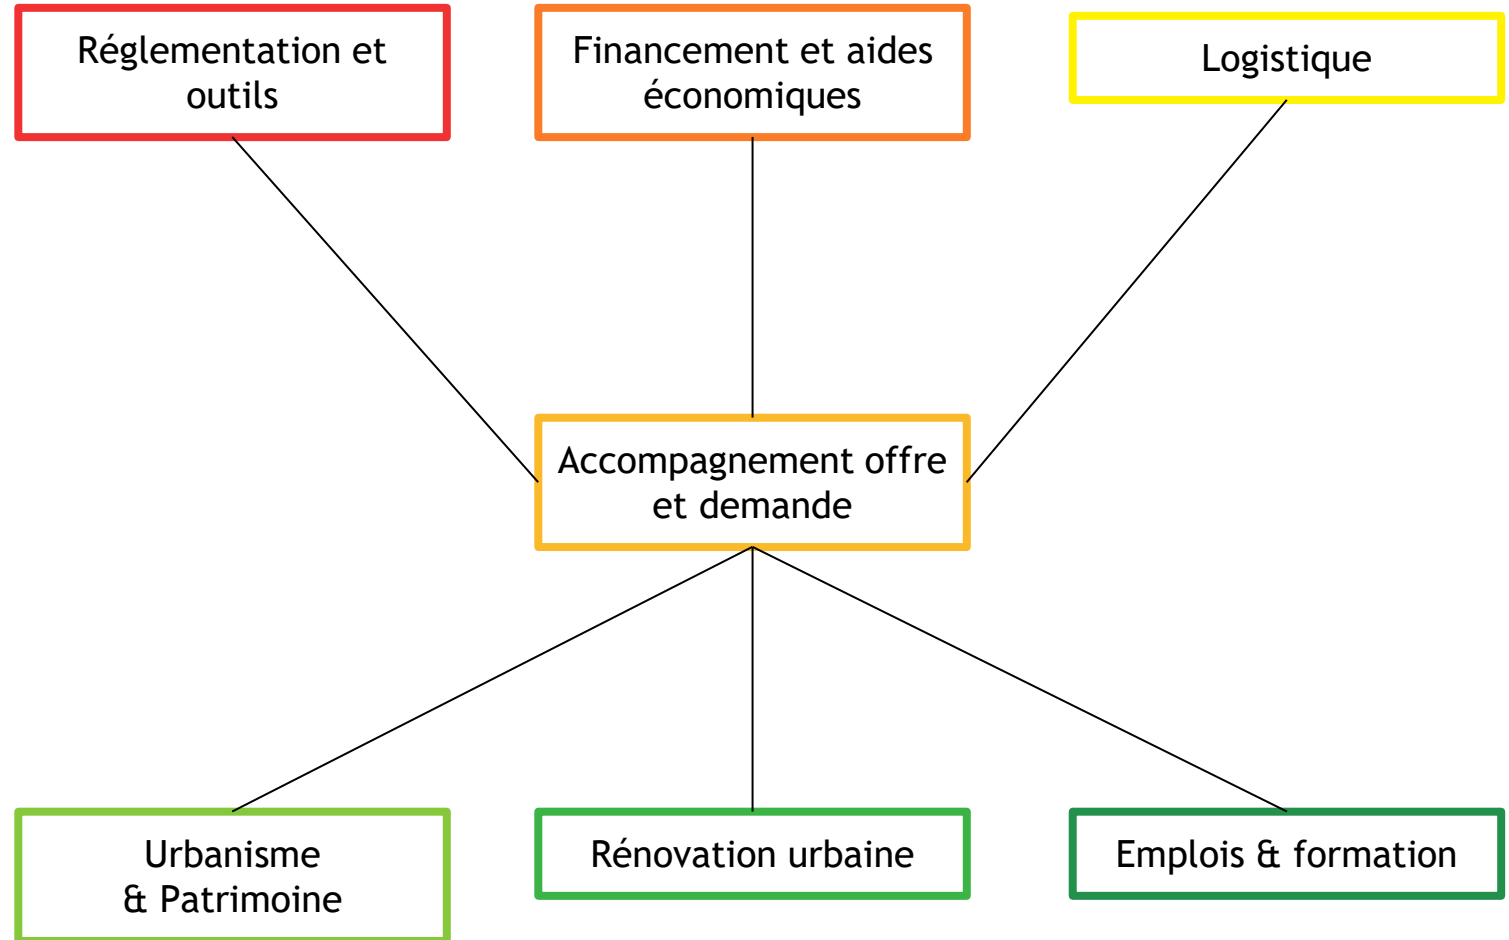 Réglementation et
outils
Financement et aides
économiques
Logistique
Accompagnement offre
et demande
Urbanisme
& Patrimoine
Rénovation urbaine
Emplois & formation